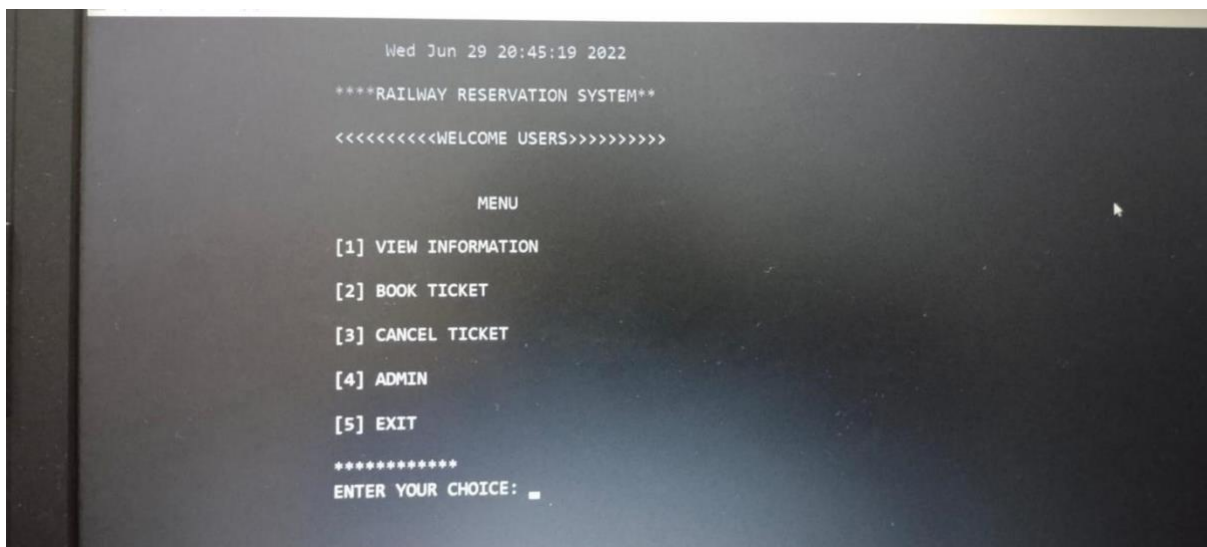 Wed Jun 29 20:45:19 2022
****RAILWAY RESERVATION SYSTEM**
<<<<<<<<<<WELCOME USERS>>>>>>>>>>
MENU
[1] VIEW INFORMATION
[2] BOOK TICKET
[3] CANCEL TICKET
[4] ADMIN
[5] EXIT
************
ENTER YOUR CHOICE: